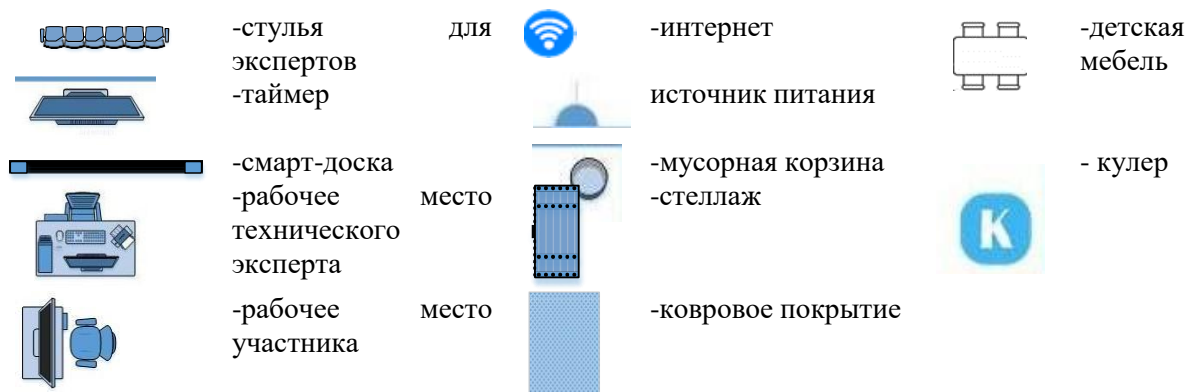 -стулья для
экспертов
-таймер
-смарт-доска
-рабочее место
технического
эксперта
-рабочее место
участника
-интернет
источник питания
-мусорная корзина
-стеллаж
-ковровое покрытие
-детская
мебель
- кулер
K